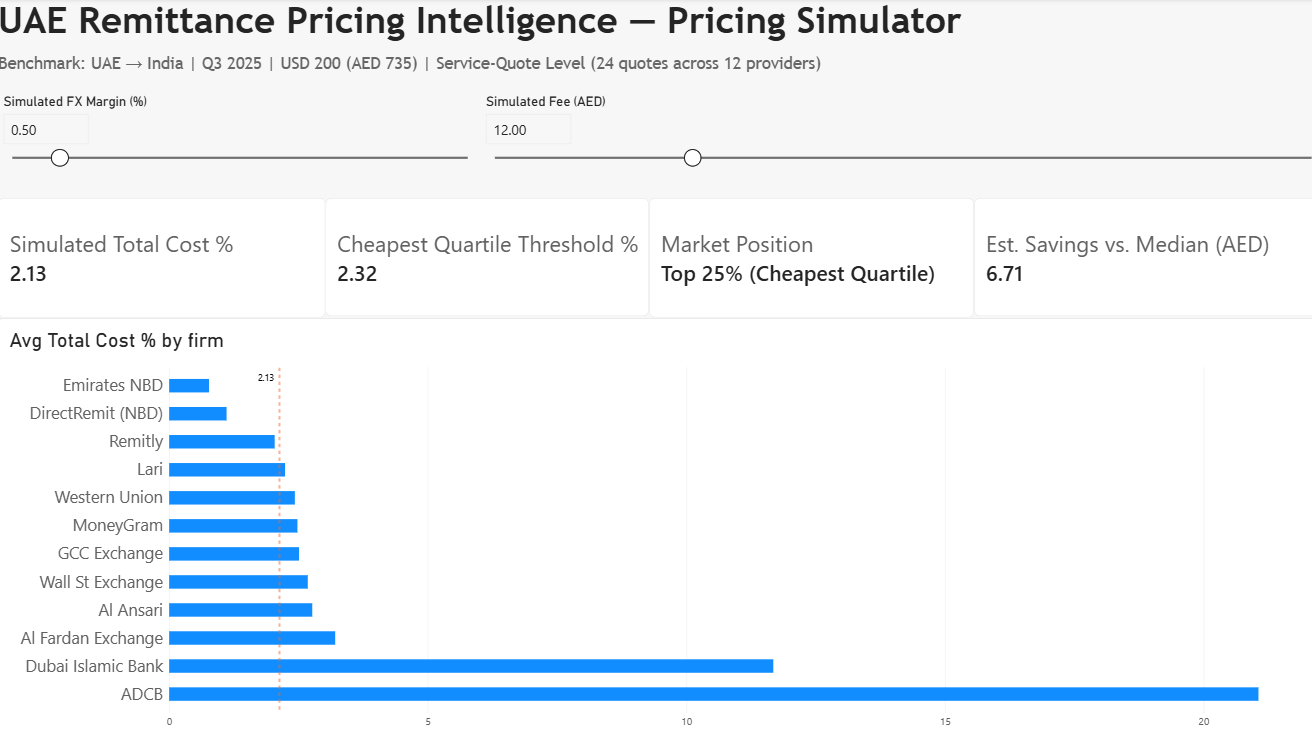 UAE Remittance Pricing Intelligence — Pricing Simulator
Benchmark: UAE → India | Q3 2025 | USD 200 (AED 735) | Service-Quote Level (24 quotes across 12 providers)
Simulated FX Margin (%)
0.50
Simulated Fee (AED)
12.00
Simulated Total Cost %
2.13
Cheapest Quartile Threshold %
2.32
Market Position
Top 25% (Cheapest Quartile)
Est. Savings vs. Median (AED)
6.71
Avg Total Cost % by firm
2.13
Emirates NBD
DirectRemit (NBD)
Remitly
Lari
Western Union
MoneyGram
GCC Exchange
Wall St Exchange
Al Ansari
Al Fardan Exchange
Dubai Islamic Bank
ADCB
0 5 10 15 20